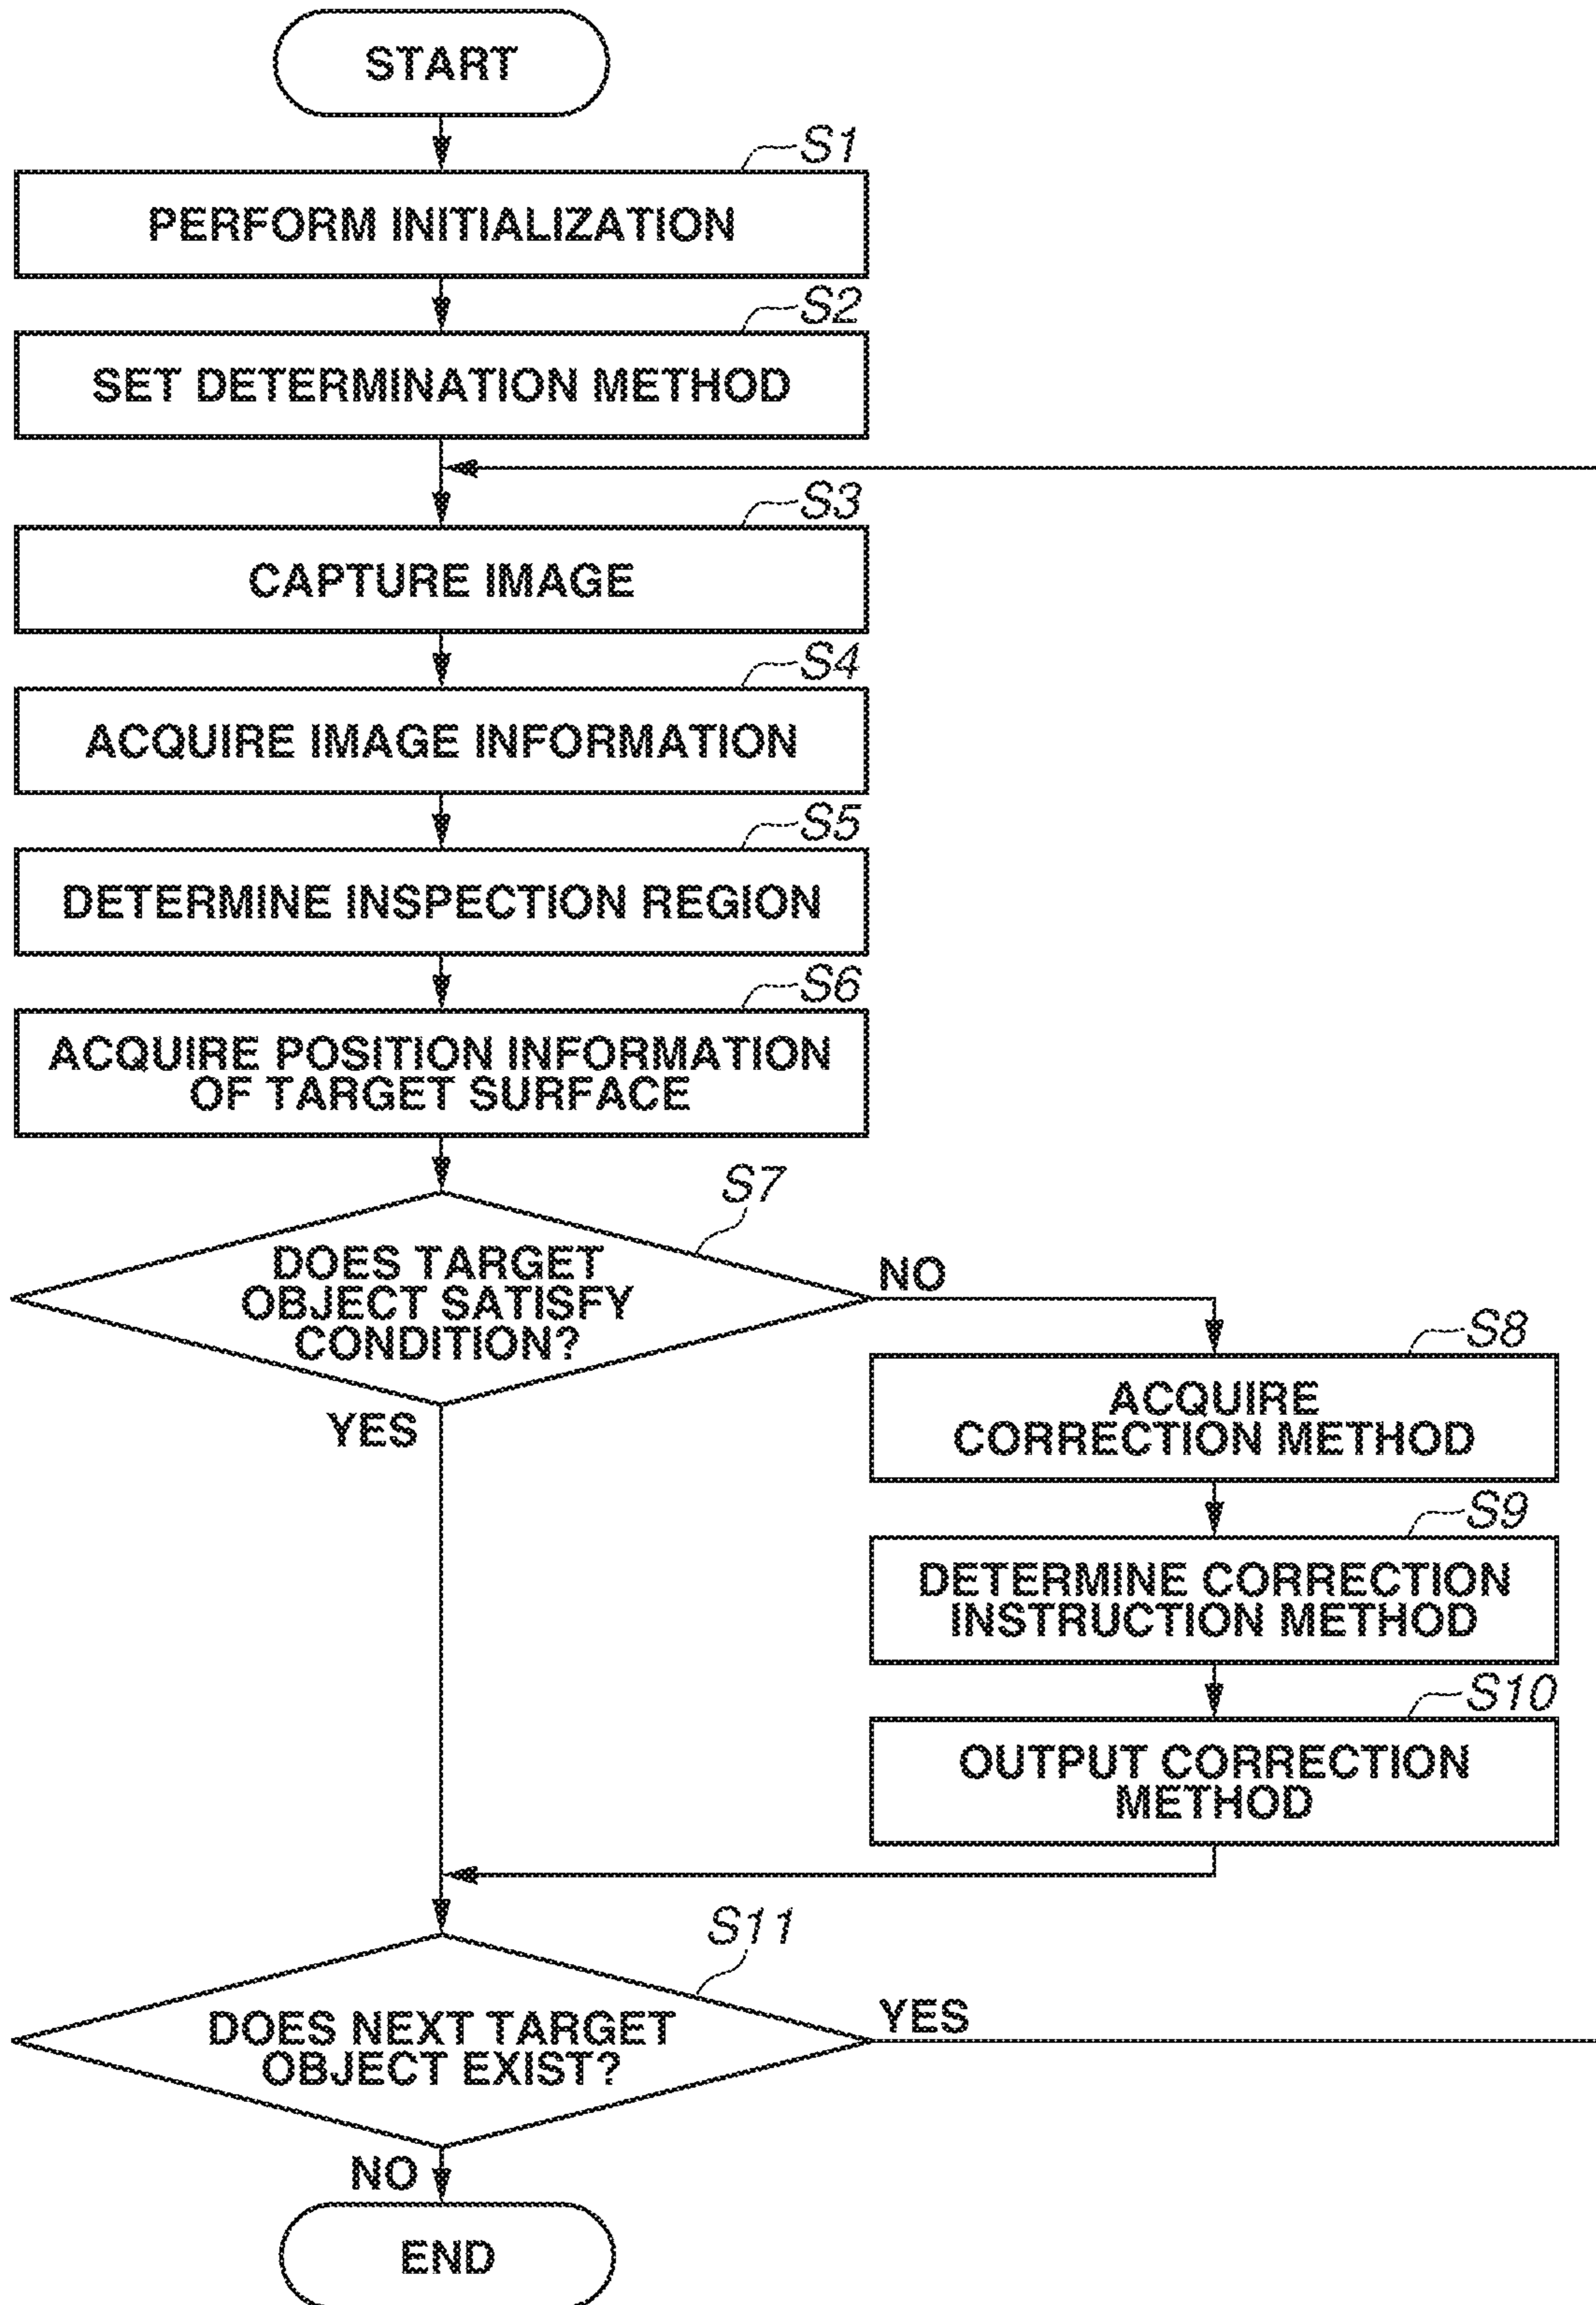 START
S1
PERFORM INITIALIZATION
S2
SET DETERMINATION METHOD
S3
CAPTURE IMAGE
S4
ACQUIRE IMAGE INFORMATION
S5
DETERMINE INSPECTION REGION
S6
ACQUIRE POSITION INFORMATION
OF TARGET SURFACE
S7
DOES TARGET
OBJECT SATISFY
CONDITION?
NO
YES
S8
ACQUIRE
CORRECTION METHOD
S9
DETERMINE CORRECTION
INSTRUCTION METHOD
S10
OUTPUT CORRECTION
METHOD
S11
DOES NEXT TARGET
OBJECT EXIST?
YES
NO
END